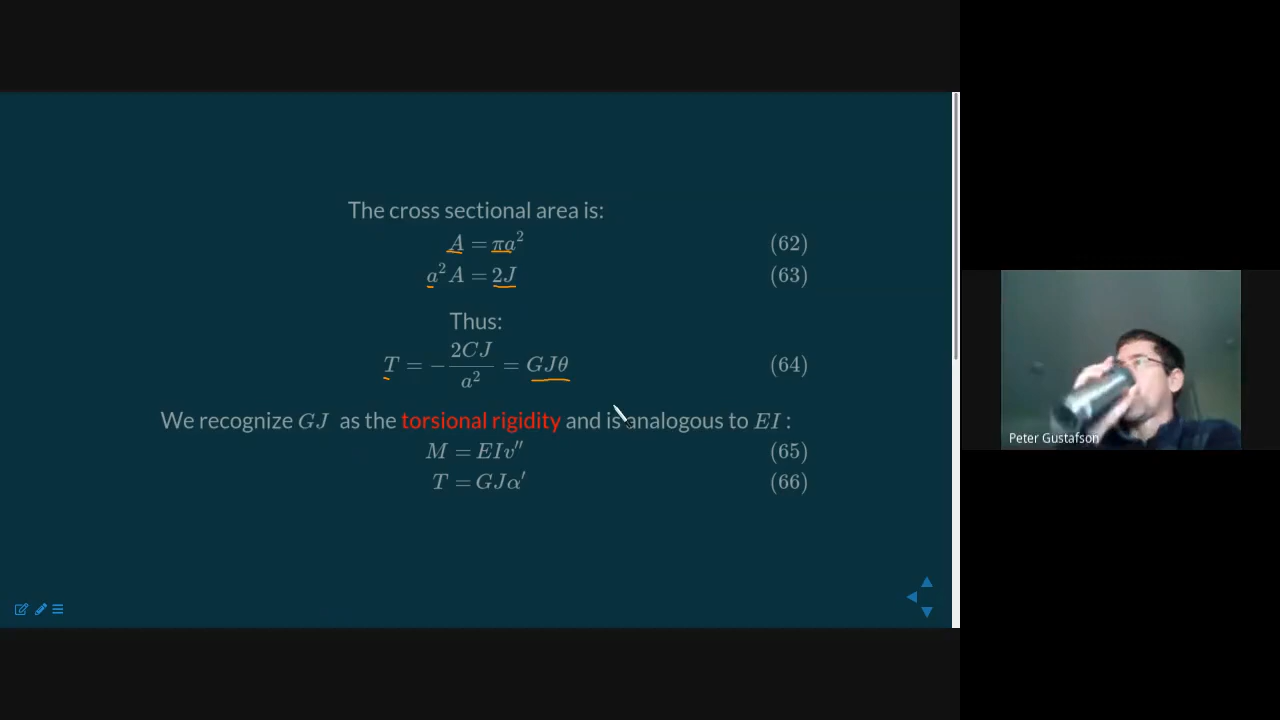 The cross sectional area is:
A = πa² (62)
a²A = 2J (63)
Thus:
T = −2CJ/a² = GJθ (64)
We recognize GJ as the torsional rigidity and is analogous to EI :
M = EIv′′ (65)
T = GJα′ (66)
Peter Gustafson